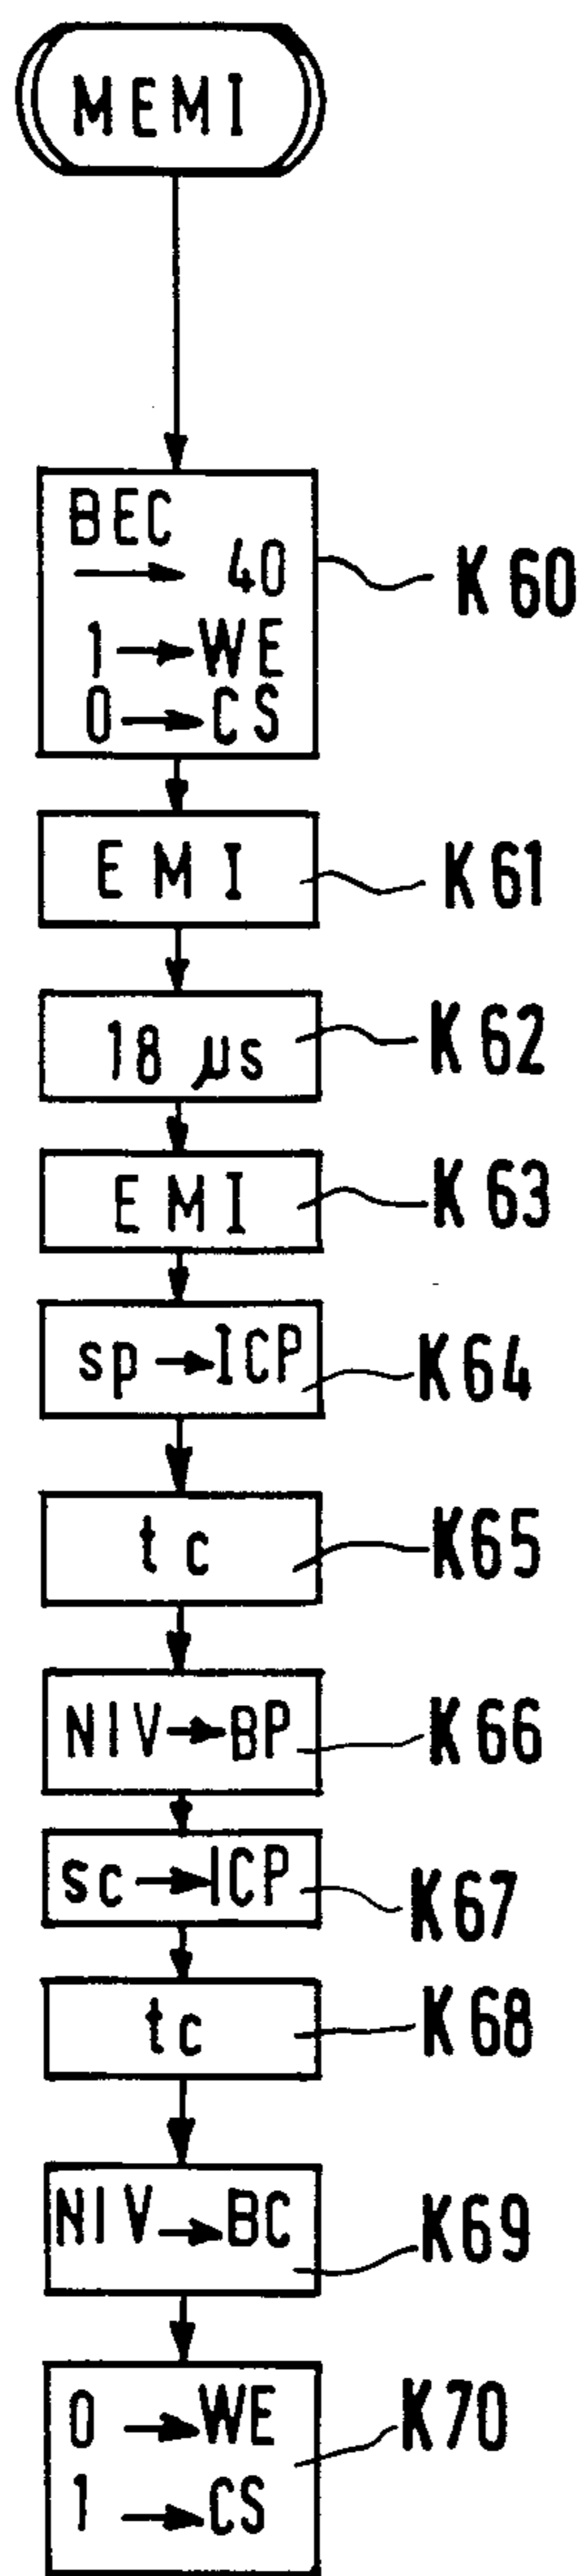 MEMI
BEC
→ 40
1 → WE
0 → CS
K60
EMI
K61
18 µs
K62
EMI
K63
sp → ICP
K64
tc
K65
NIV → BP
K66
sc → ICP
K67
tc
K68
NIV → BC
K69
0 → WE
1 → CS
K70